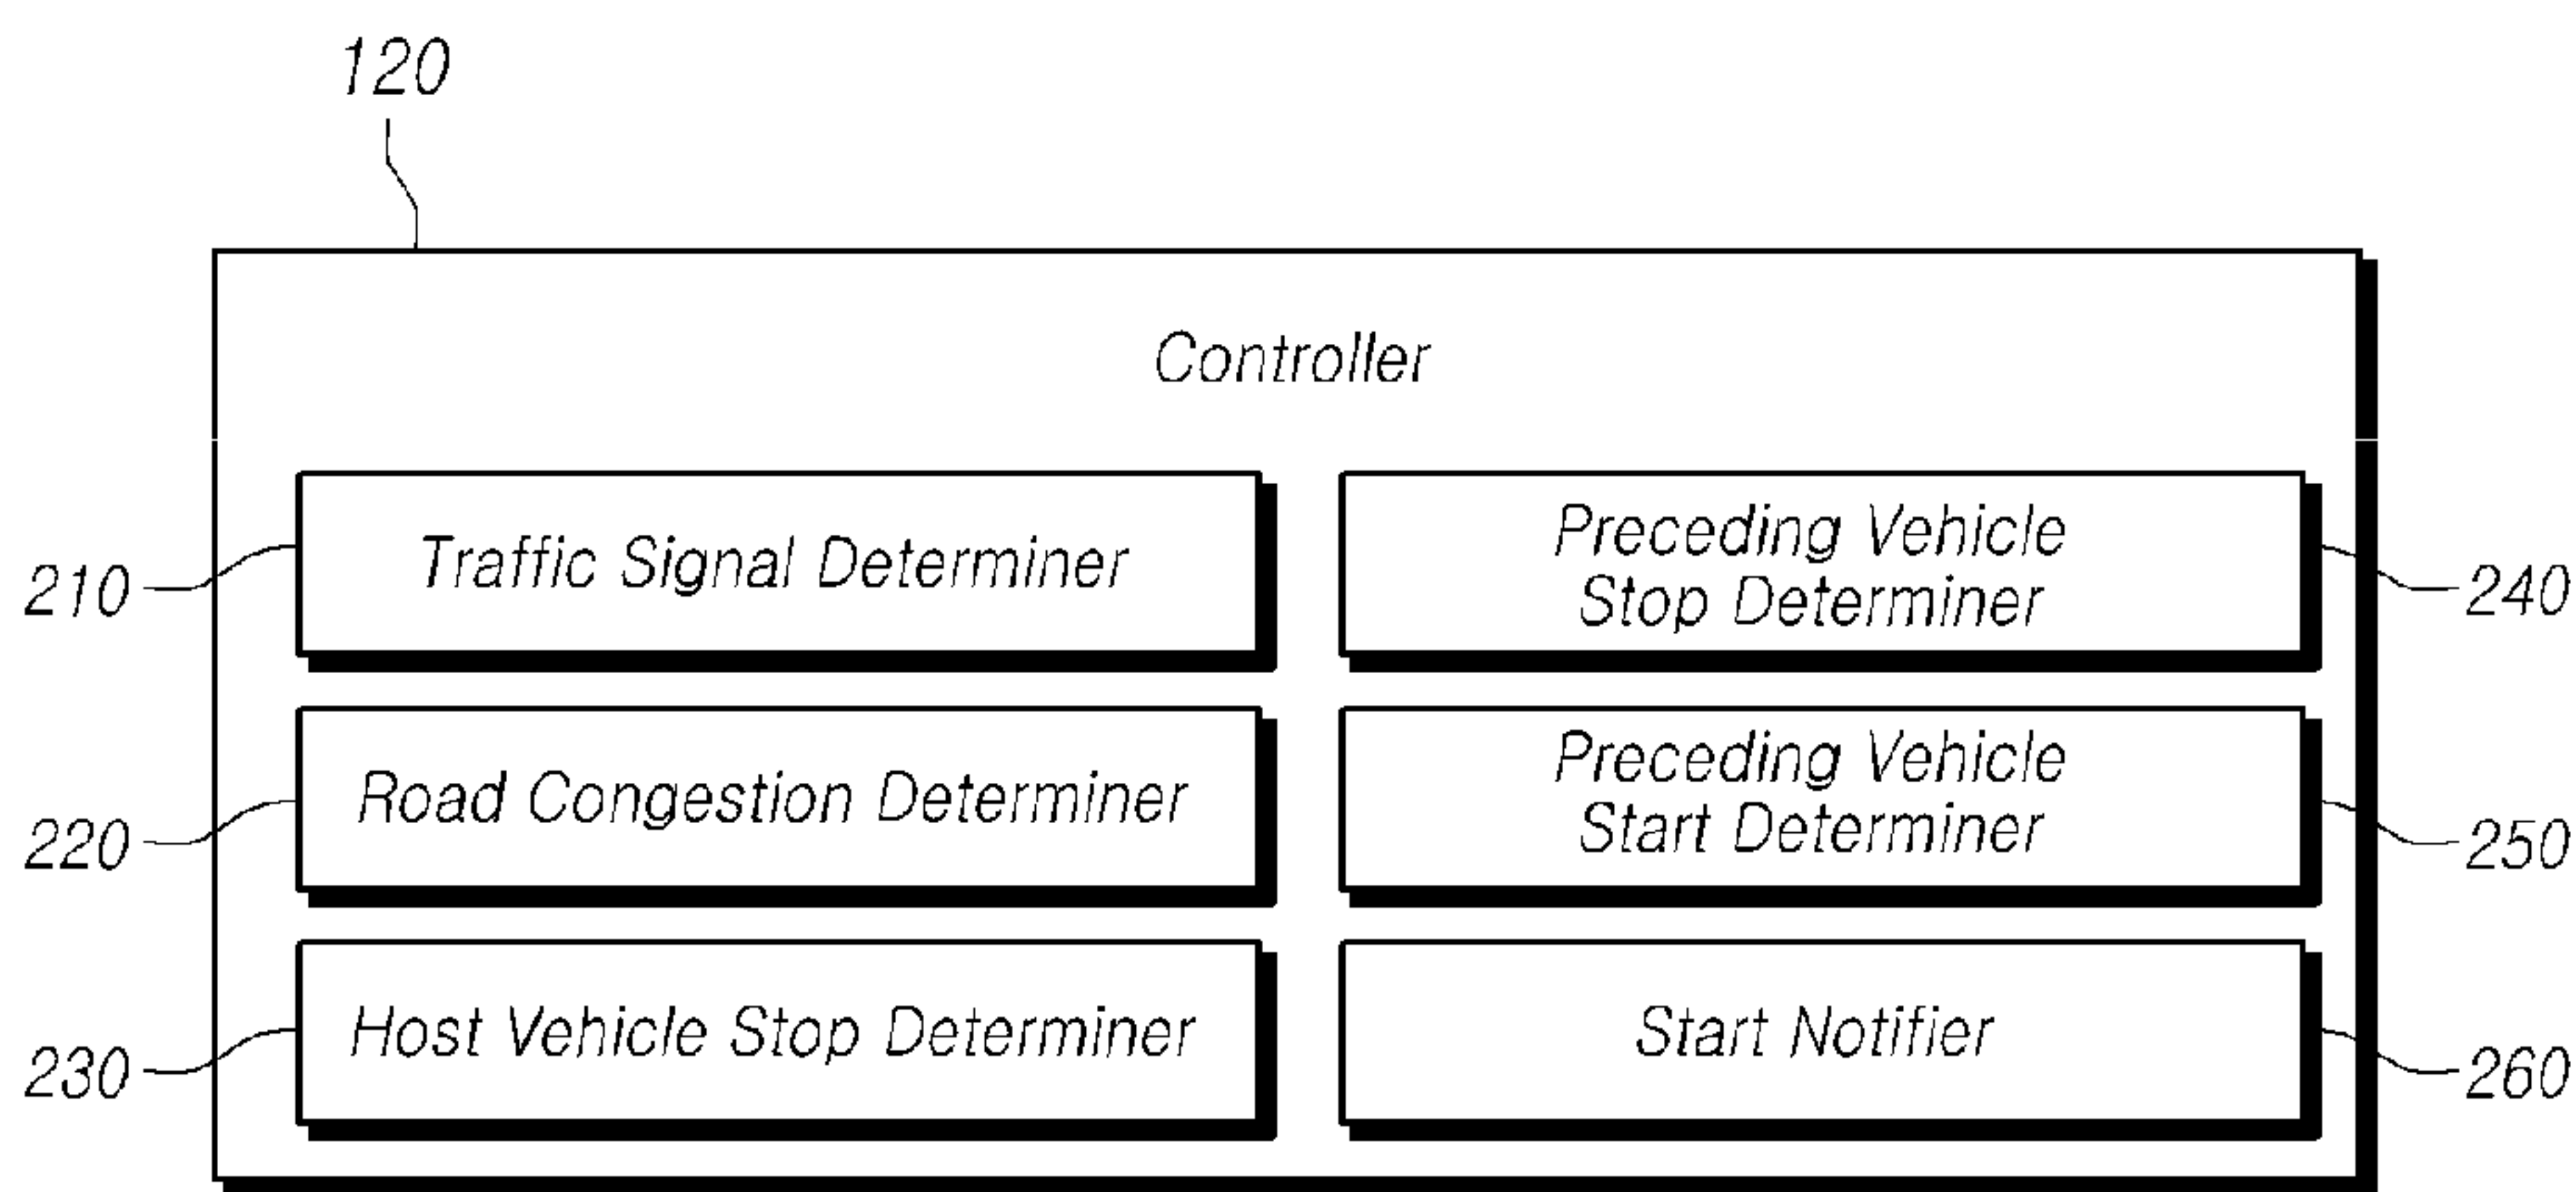 120
Controller
210
Traffic Signal Determiner
Preceding Vehicle
Stop Determiner
240
220
Road Congestion Determiner
Preceding Vehicle
Start Determiner
250
230
Host Vehicle Stop Determiner
Start Notifier
260